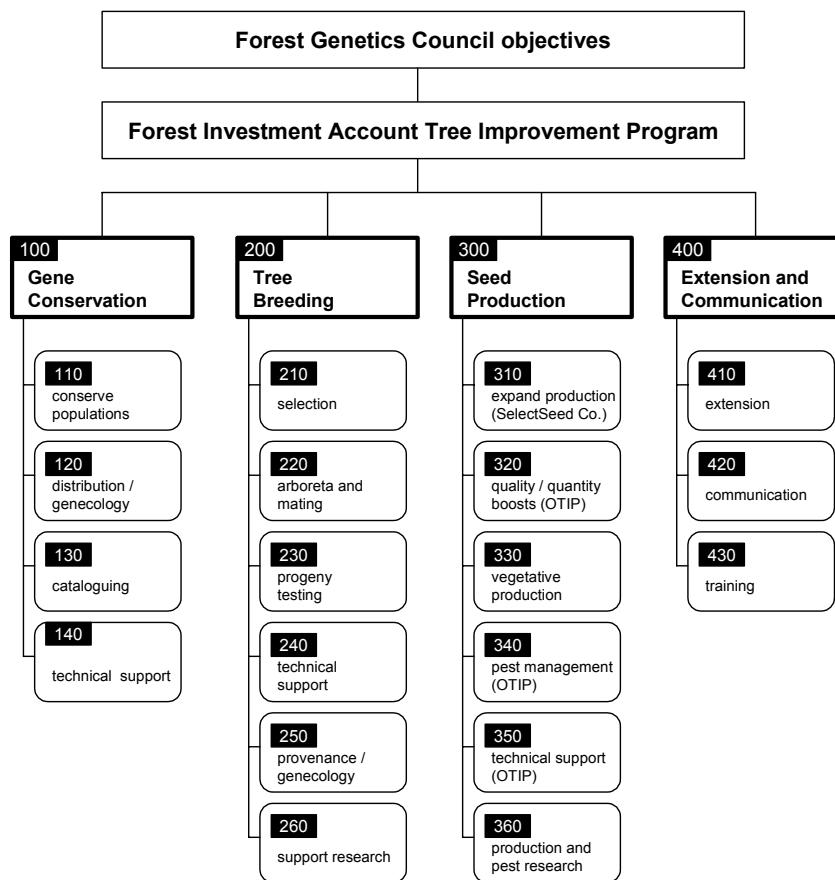 Forest Genetics Council objectives
Forest Investment Account Tree Improvement Program
100
Gene
Conservation
110
conserve
populations
120
distribution /
genecology
130
cataloguing
140
technical support
200
Tree
Breeding
210
selection
220
arboreta and
mating
230
progeny
testing
240
technical
support
250
provenance /
genecology
260
support research
300
Seed
Production
310
expand production
(SelectSeed Co.)
320
quality / quantity
boosts (OTIP)
330
vegetative
production
340
pest management
(OTIP)
350
technical support
(OTIP)
360
production and
pest research
400
Extension and
Communication
410
extension
420
communication
430
training